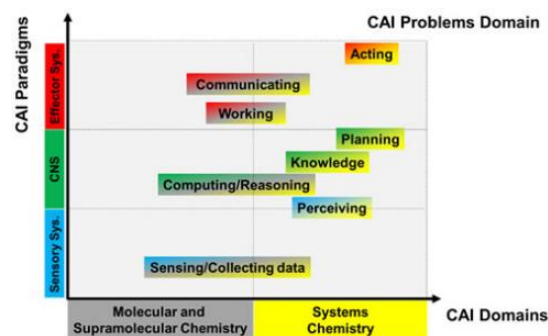 CAI Problems Domain
CAI Paradigms
Effector Sys.
CNS
Sensory Sys.
Acting
Communicating
Working
Planning
Knowledge
Computing/Reasoning
Perceiving
Sensing/Collecting data
Molecular and
Supramolecular Chemistry
Systems
Chemistry
CAI Domains